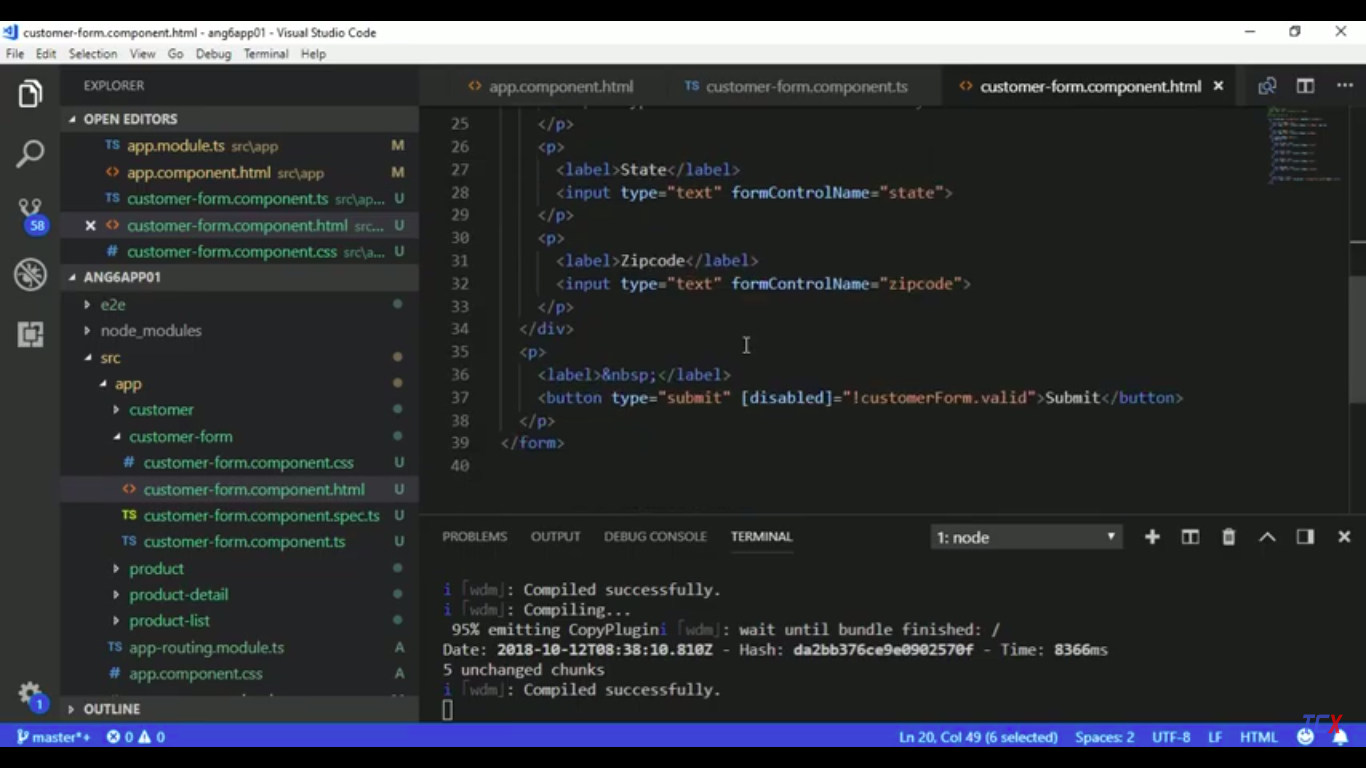 customer-form.component.html - ang6app01 - Visual Studio Code
File Edit Selection View Go Debug Terminal Help
EXPLORER
OPEN EDITORS
TS app.module.ts src\app M
<> app.component.html src\app M
TS customer-form.component.ts src\ap... U
<> customer-form.component.html src... U
# customer-form.component.css src\a... U
ANG6APP01
e2e
node_modules
src
app
customer
customer-form
# customer-form.component.css U
<> customer-form.component.html U
TS customer-form.component.spec.ts U
TS customer-form.component.ts U
product
product-detail
product-list
TS app-routing.module.ts A
# app.component.css A
OUTLINE
58
1
<> app.component.html TS customer-form.component.ts <> customer-form.component.html
25 </p>
26 <p>
27 <label>State</label>
28 <input type="text" formControlName="state">
29 </p>
30 <p>
31 <label>Zipcode</label>
32 <input type="text" formControlName="zipcode">
33 </p>
34 </div>
35 <p>
36 <label>&nbsp;</label>
37 <button type="submit" [disabled]="!customerForm.valid">Submit</button>
38 </p>
39 </form>
40
PROBLEMS OUTPUT DEBUG CONSOLE TERMINAL 1: node
i ｢wdm｣: Compiled successfully.
i ｢wdm｣: Compiling...
95% emitting CopyPlugini ｢wdm｣: wait until bundle finished: /
Date: 2018-10-12T08:38:10.810Z - Hash: da2bb376ce9e0902570f - Time: 8366ms
5 unchanged chunks
i ｢wdm｣: Compiled successfully.
master*+ 0 0 Ln 20, Col 49 (6 selected) Spaces: 2 UTF-8 LF HTML